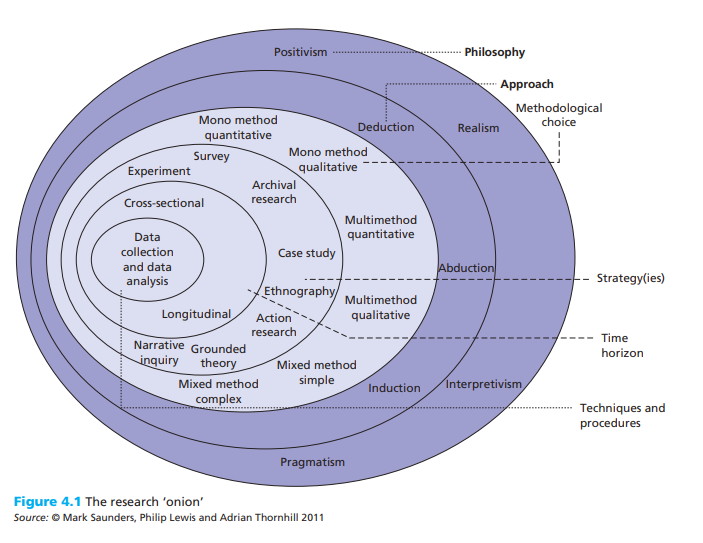 Positivism
Philosophy
Approach
Methodological
choice
Mono method
quantitative
Deduction
Realism
Survey
Mono method
qualitative
Experiment
Archival
research
Cross-sectional
Multimethod
quantitative
Data
collection
and data
analysis
Case study
Abduction
Strategy(ies)
Ethnography
Multimethod
qualitative
Longitudinal
Action
research
Time
horizon
Narrative
inquiry
Grounded
theory
Mixed method
simple
Mixed method
complex
Induction
Interpretivism
Techniques and
procedures
Pragmatism
Figure 4.1 The research ‘onion’
Source: © Mark Saunders, Philip Lewis and Adrian Thornhill 2011